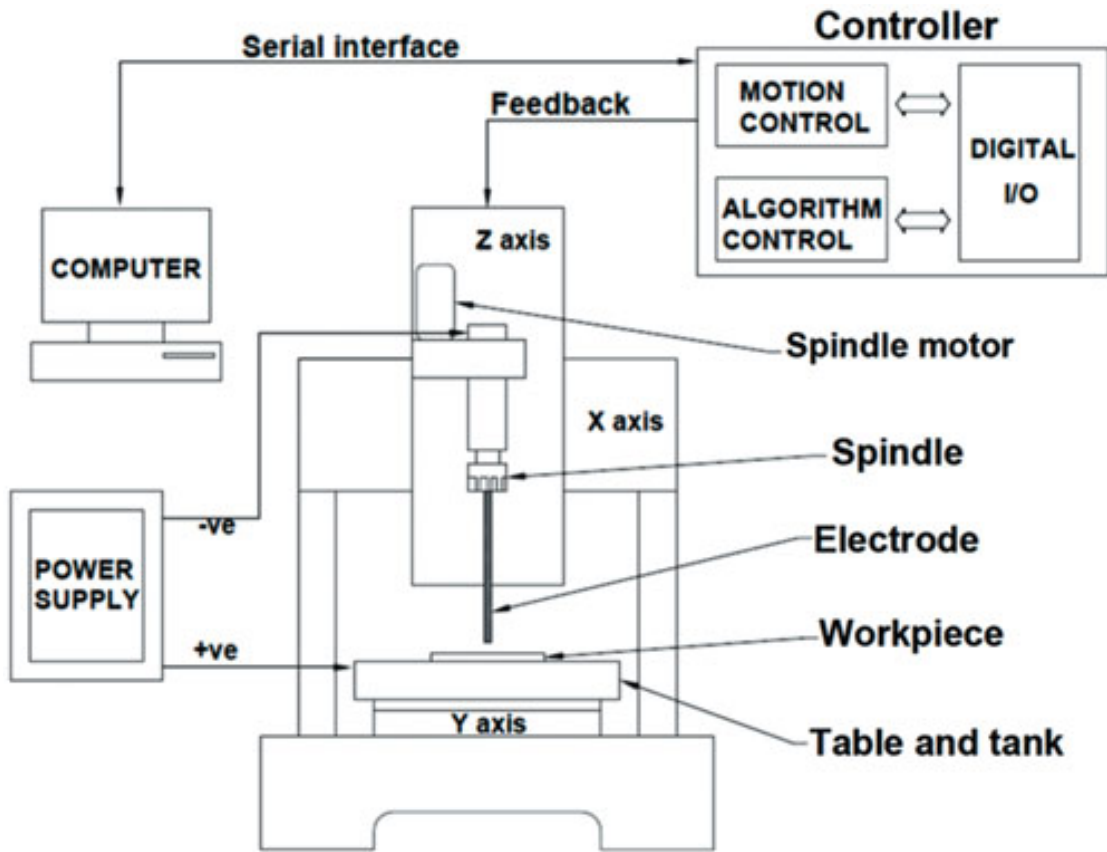 Controller
Serial interface
Feedback
MOTION
CONTROL
DIGITAL
I/O
ALGORITHM
CONTROL
Z axis
COMPUTER
Spindle motor
X axis
Spindle
-ve
Electrode
POWER
SUPPLY
Workpiece
+ve
Y axis
Table and tank